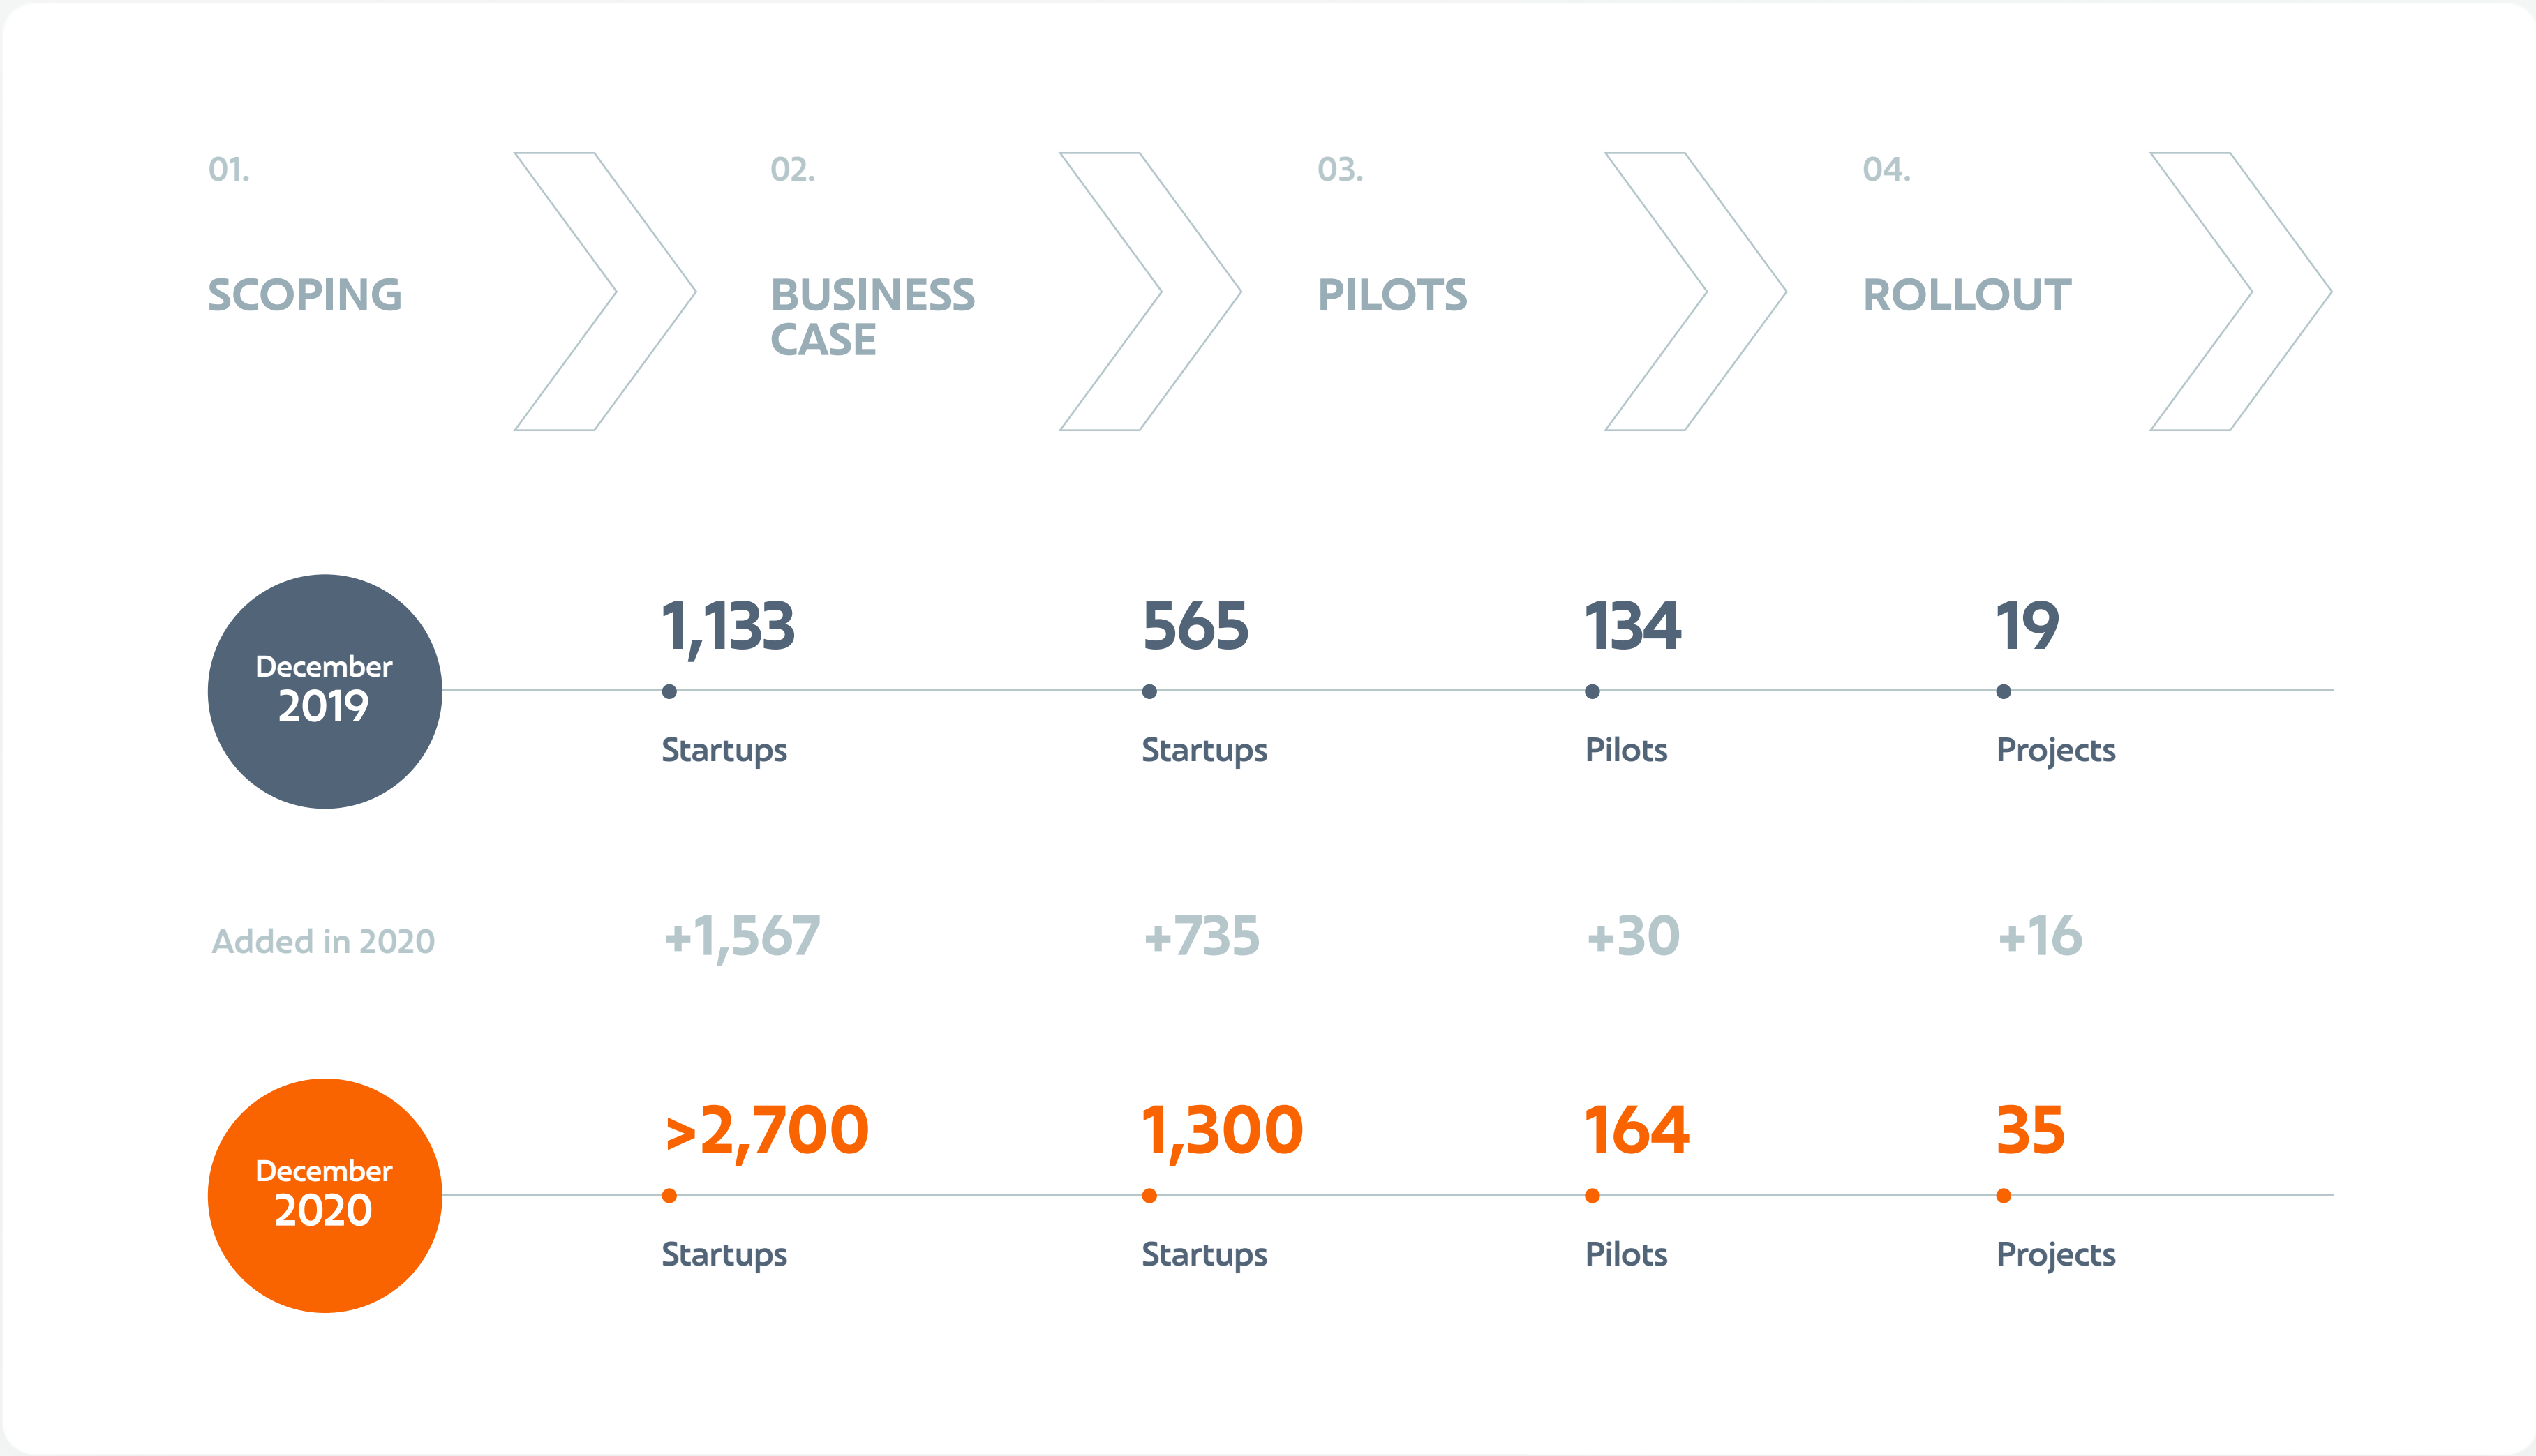 01.
02.
03.
04.
SCOPING
BUSINESS
CASE
PILOTS
ROLLOUT
December
2019
1,133
565
134
19
Startups
Startups
Pilots
Projects
Added in 2020
+1,567
+735
+30
+16
December
2020
>2,700
1,300
164
35
Startups
Startups
Pilots
Projects